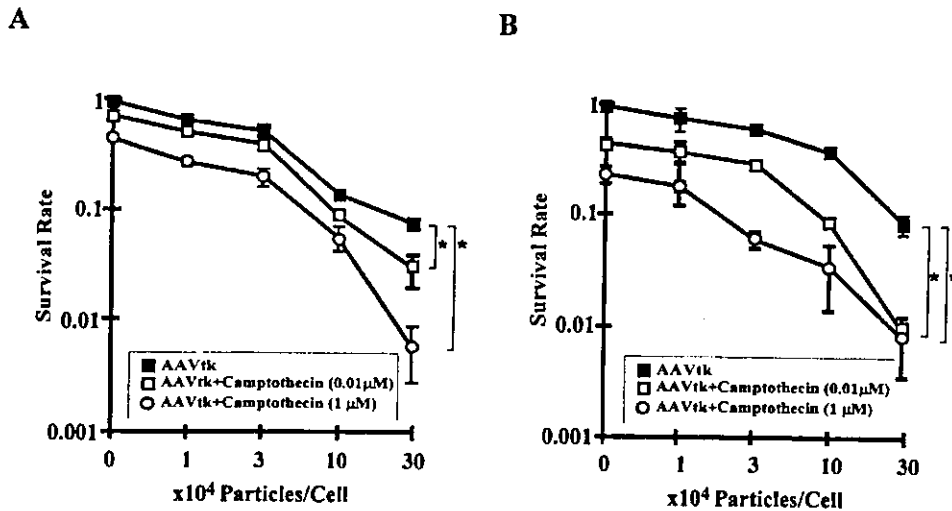 A
B
1
0.1
0.01
0.001
Survival Rate
0 1 3 10 30
x10⁴ Particles/Cell
AAVtk
AAVtk+Camptothecin (0.01μM)
AAVtk+Camptothecin (1 μM)
*
*
1
0.1
0.01
0.001
Survival Rate
0 1 3 10 30
x10⁴ Particles/Cell
AAVtk
AAVtk+Camptothecin (0.01μM)
AAVtk+Camptothecin (1 μM)
*
*